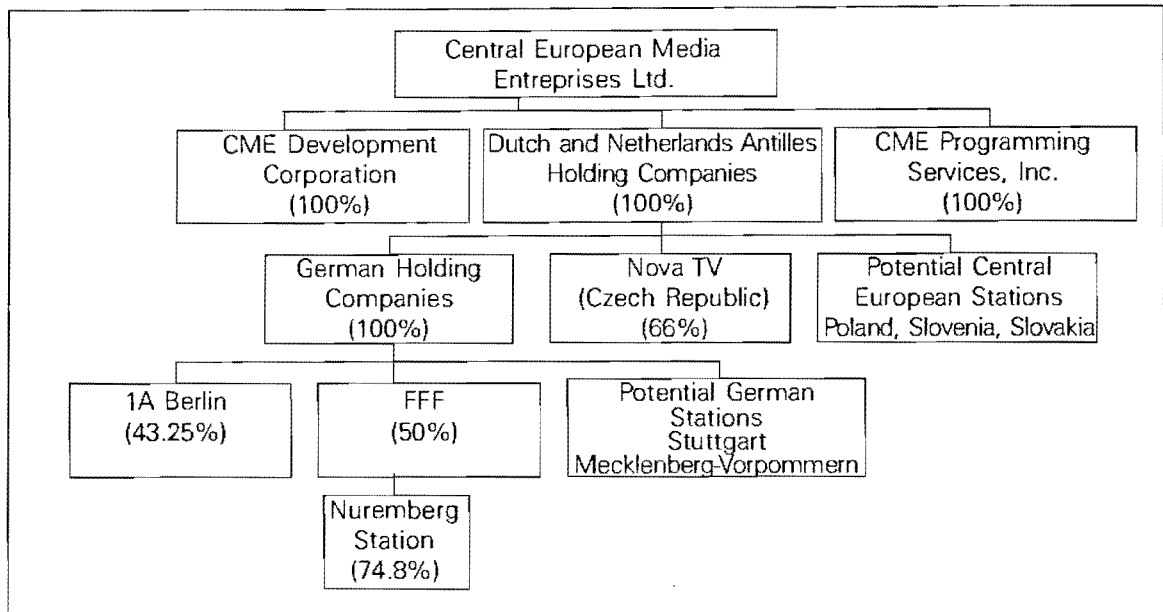 Central European Media
Entreprises Ltd.
CME Development
Corporation
(100%)
Dutch and Netherlands Antilles
Holding Companies
(100%)
CME Programming
Services, Inc.
(100%)
German Holding
Companies
(100%)
Nova TV
(Czech Republic)
(66%)
Potential Central
European Stations
Poland, Slovenia, Slovakia
1A Berlin
(43.25%)
FFF
(50%)
Potential German
Stations
Stuttgart
Mecklenberg-Vorpommern
Nuremberg
Station
(74.8%)